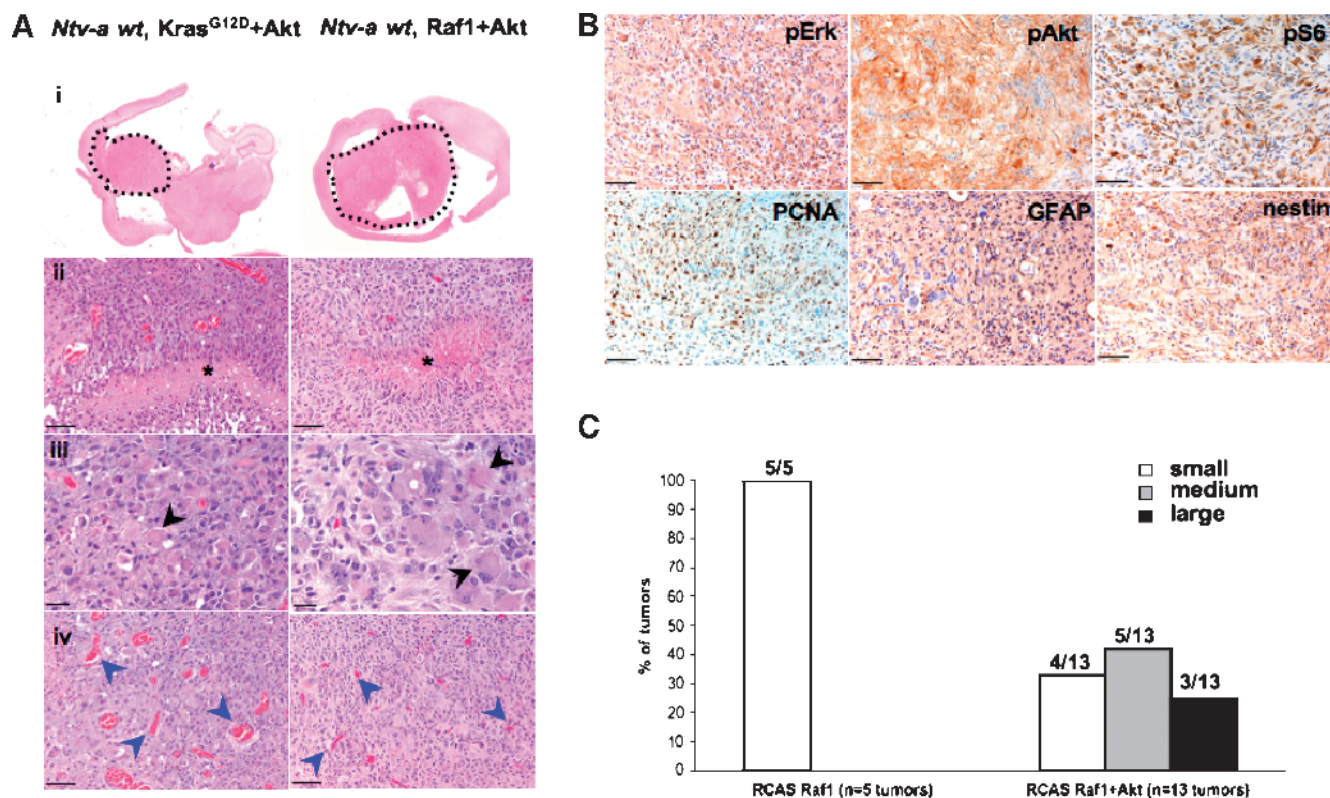 A Ntv-a wt, Kras^G12D+Akt Ntv-a wt, Raf1+Akt
i
ii
*
*
iii
iv
B
pErk
pAkt
pS6
PCNA
GFAP
nestin
C
5/5
small
medium
large
100
90
80
70
60
50
40
30
20
10
0
% of tumors
4/13
5/13
3/13
RCAS Raf1 (n=5 tumors)
RCAS Raf1+Akt (n=13 tumors)